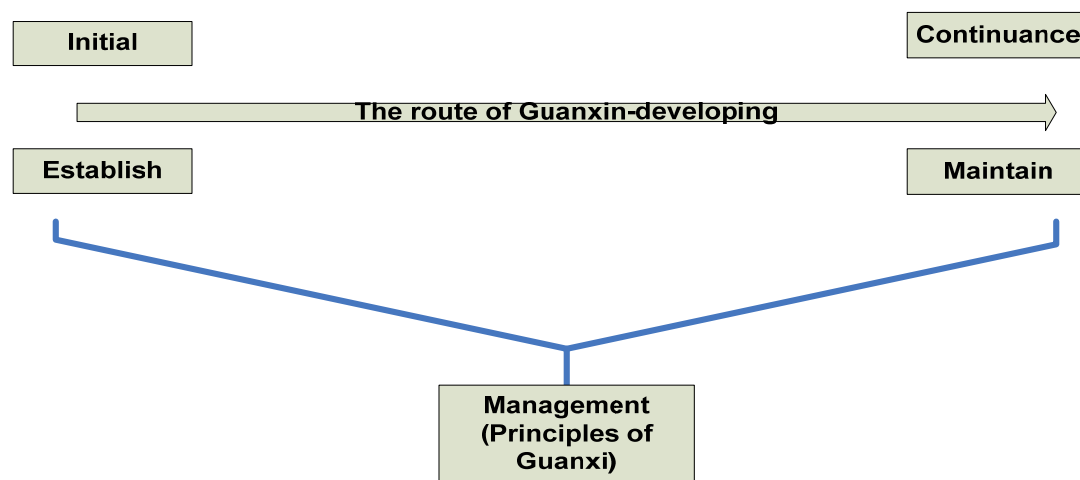 Initial
Continuance
The route of Guanxin-developing
Establish
Maintain
Management
(Principles of
Guanxi)